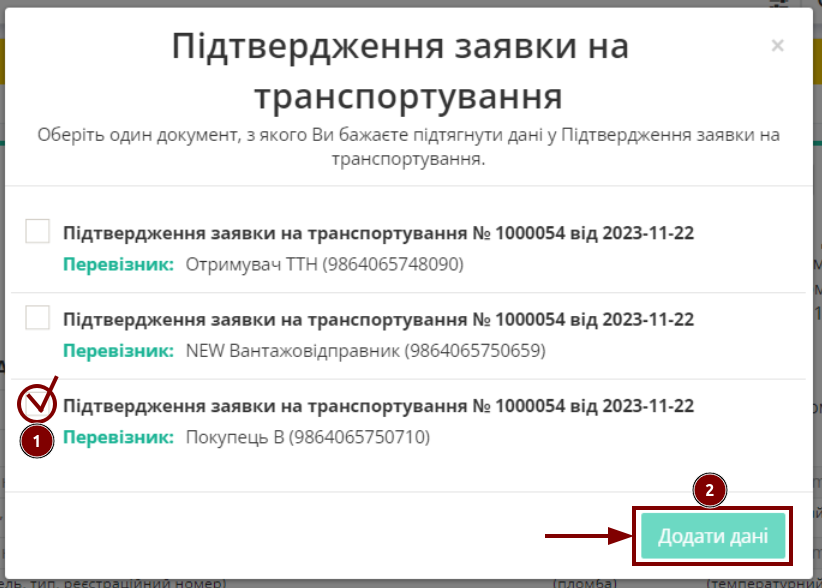 Підтвердження заявки на
транспортування
×
Оберіть один документ, з якого Ви бажаєте підтягнути дані у Підтвердження заявки на
транспортування.
Підтвердження заявки на транспортування № 1000054 від 2023-11-22
Перевізник: Отримувач ТТН (9864065748090)
Підтвердження заявки на транспортування № 1000054 від 2023-11-22
Перевізник: NEW Вантажовідправник (9864065750659)
Підтвердження заявки на транспортування № 1000054 від 2023-11-22
1
Перевізник: Покупець В (9864065750710)
2
Додати дані
тип, реєстраційний номер) (пломба) (температурний